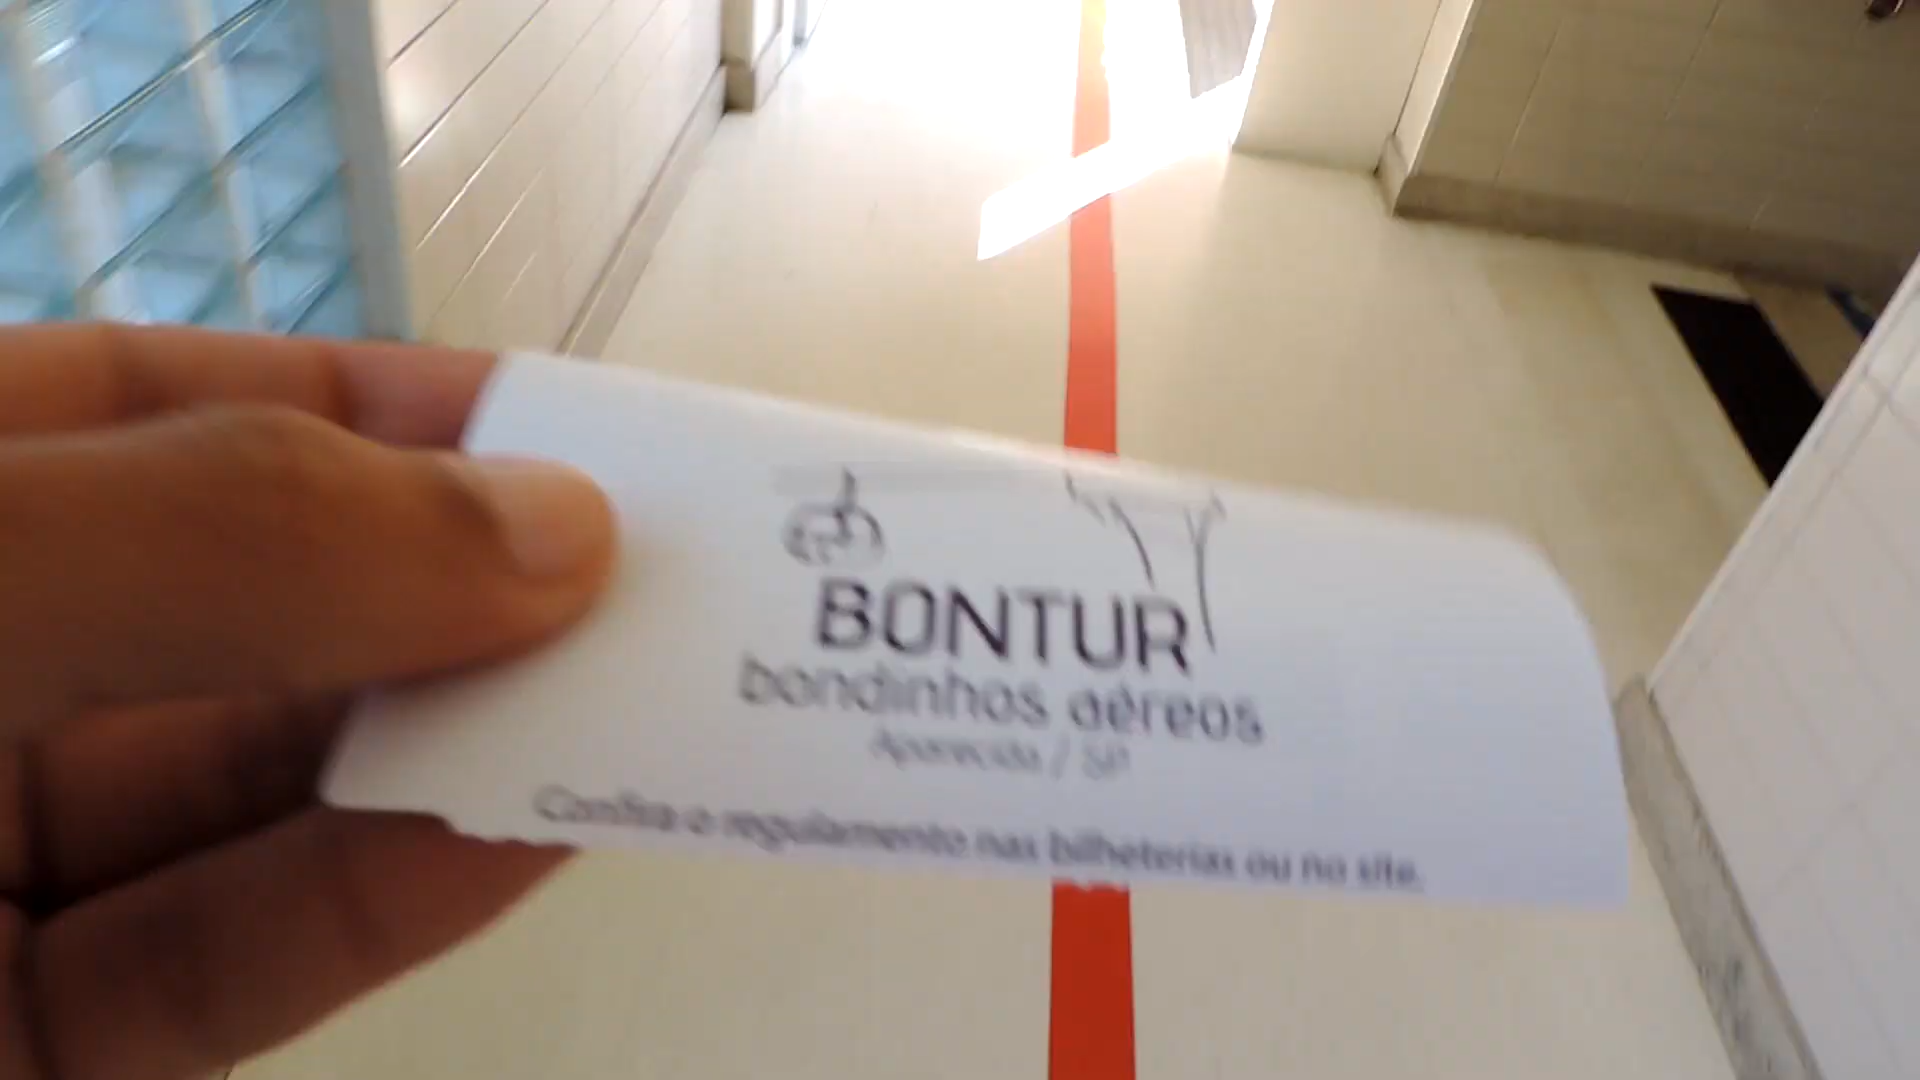 BONTUR
bondinhos aéreos
Aparecida / SP
Confira o regulamento nas bilheterias ou no site.